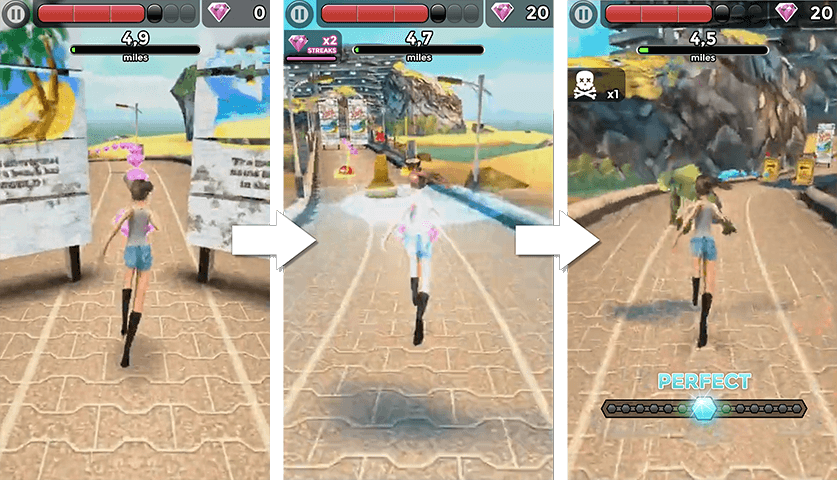 0
4,9
miles
20
x2
STREAKS
4,7
miles
20
4,5
miles
x1
PERFECT